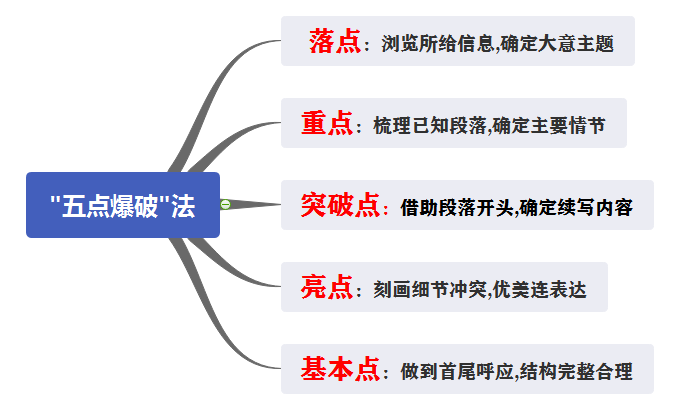 落点：浏览所给信息,确定大意主题
重点：梳理已知段落,确定主要情节
"五点爆破"法
突破点：借助段落开头,确定续写内容
亮点：刻画细节冲突,优美连表达
基本点：做到首尾呼应,结构完整合理